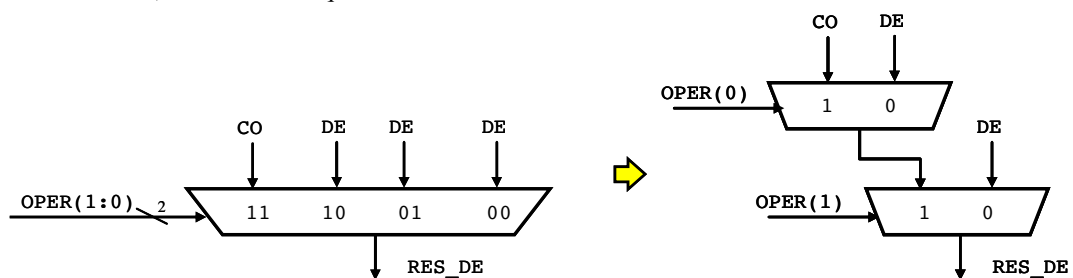 CO DE
OPER(0)
1 0
CO DE DE DE
DE
OPER(1:0) 2
11 10 01 00
OPER(1)
1 0
RES_DE
RES_DE